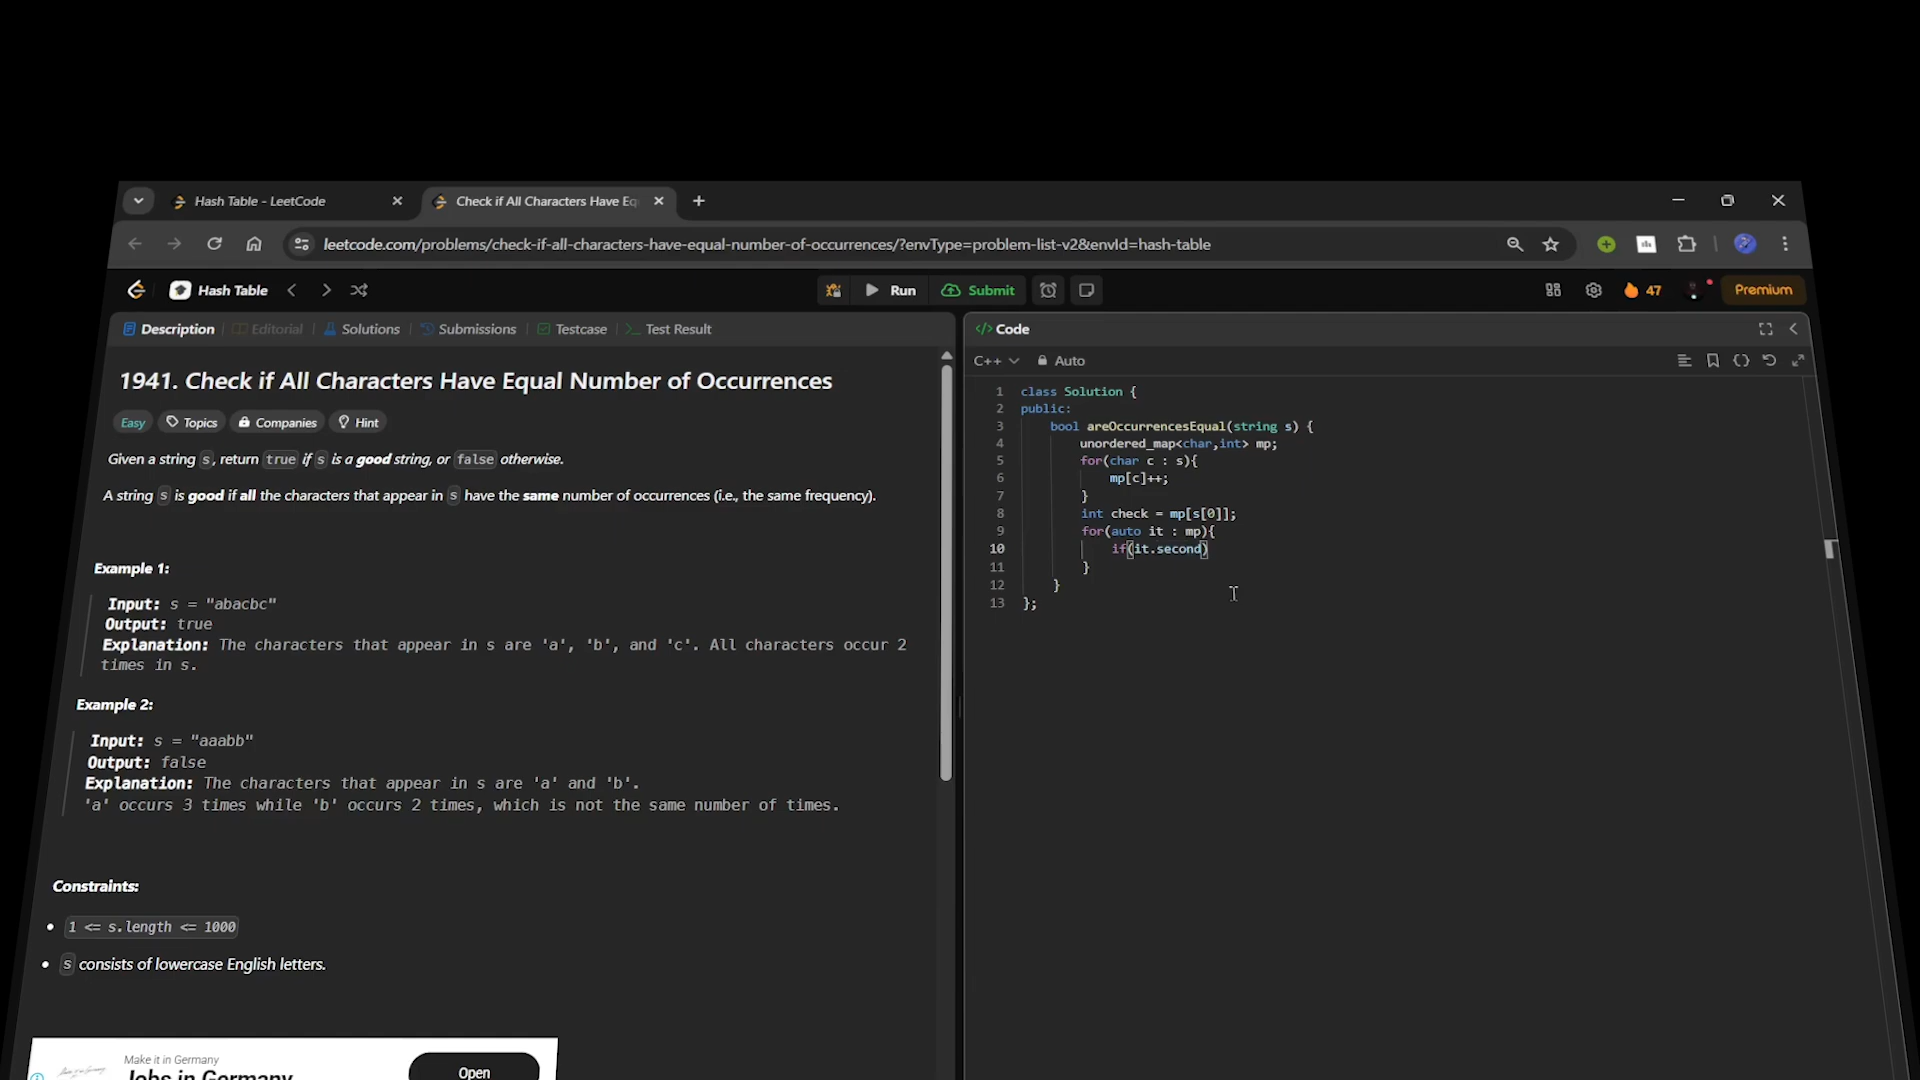 Hash Table - LeetCode
Check if All Characters Have Eq
leetcode.com/problems/check-if-all-characters-have-equal-number-of-occurrences/?envType=problem-list-v2&envId=hash-table
Hash Table
Run
Submit
47
Premium
Description
Editorial
Solutions
Submissions
Testcase
Test Result
1941. Check if All Characters Have Equal Number of Occurrences
Easy
Topics
Companies
Hint
Given a string s, return true if s is a good string, or false otherwise.
A string s is good if all the characters that appear in s have the same number of occurrences (i.e., the same frequency).
Example 1:
Input: s = "abacbc"
Output: true
Explanation: The characters that appear in s are 'a', 'b', and 'c'. All characters occur 2
times in s.
Example 2:
Input: s = "aaabb"
Output: false
Explanation: The characters that appear in s are 'a' and 'b'.
'a' occurs 3 times while 'b' occurs 2 times, which is not the same number of times.
Constraints:
1 <= s.length <= 1000
s consists of lowercase English letters.
Make it in Germany
Jobs in Germany
Open
</> Code
C++
Auto
1 class Solution {
2 public:
3 bool areOccurrencesEqual(string s) {
4 unordered_map<char,int> mp;
5 for(char c : s){
6 mp[c]++;
7 }
8 int check = mp[s[0]];
9 for(auto it : mp){
10 if(it.second)
11 }
12 }
13 };